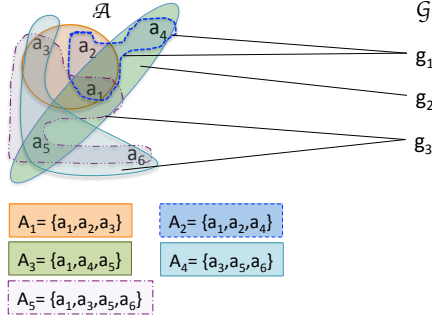 𝒜 𝒢
a₃ a₂ a₄
g₁
a₁
g₂
a₅ a₆ g₃
A₁= {a₁,a₂,a₃} A₂= {a₁,a₂,a₄}
A₃= {a₁,a₄,a₅} A₄= {a₃,a₅,a₆}
A₅= {a₁,a₃,a₅,a₆}